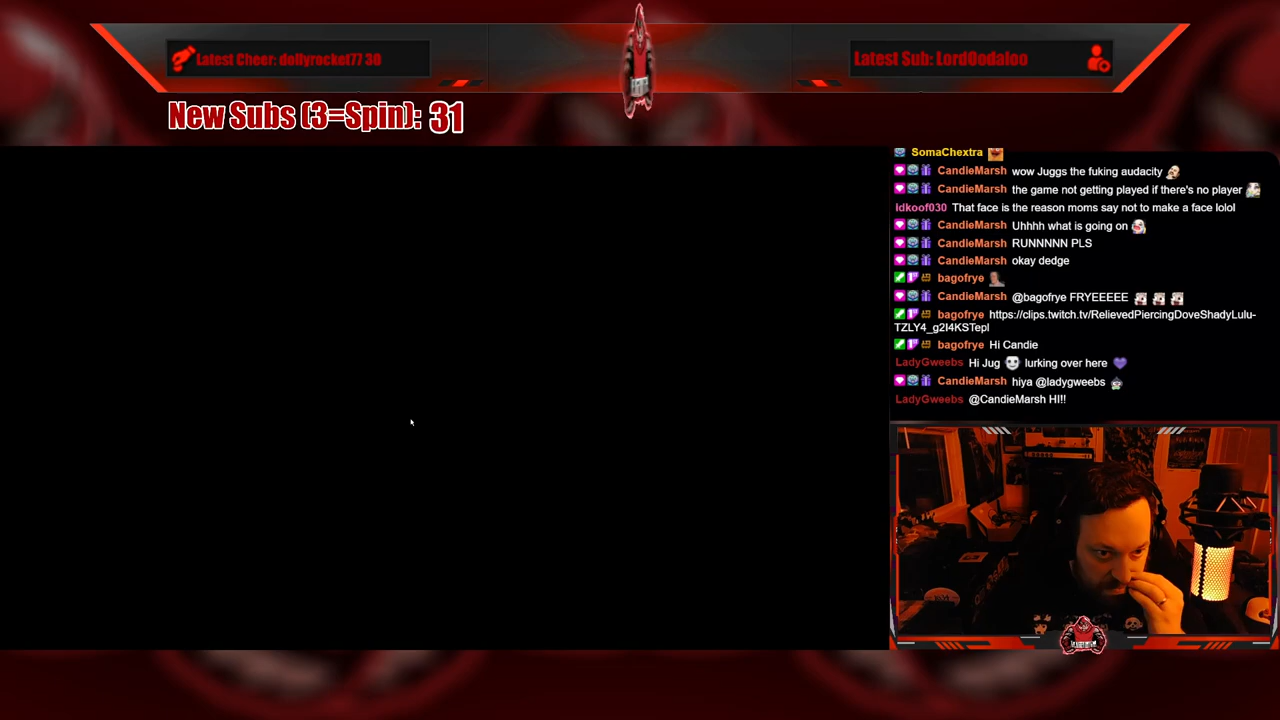 Latest Cheer: dollyrocket77 30
Latest Sub: LordOodaloo
New Subs (3=Spin): 31
SomaChextra
CandieMarsh wow Juggs the fuking audacity
CandieMarsh the game not getting played if there's no player
Idkoof030 That face is the reason moms say not to make a face lolol
CandieMarsh Uhhhh what is going on
CandieMarsh RUNNNNN PLS
CandieMarsh okay dedge
bagofrye
CandieMarsh @bagofrye FRYEEEEE
bagofrye https://clips.twitch.tv/RelievedPiercingDoveShadyLulu-
TZLY4_g2I4KSTepl
bagofrye Hi Candie
LadyGweebs Hi Jug lurking over here
CandieMarsh hiya @ladygweebs
LadyGweebs @CandieMarsh HI!!